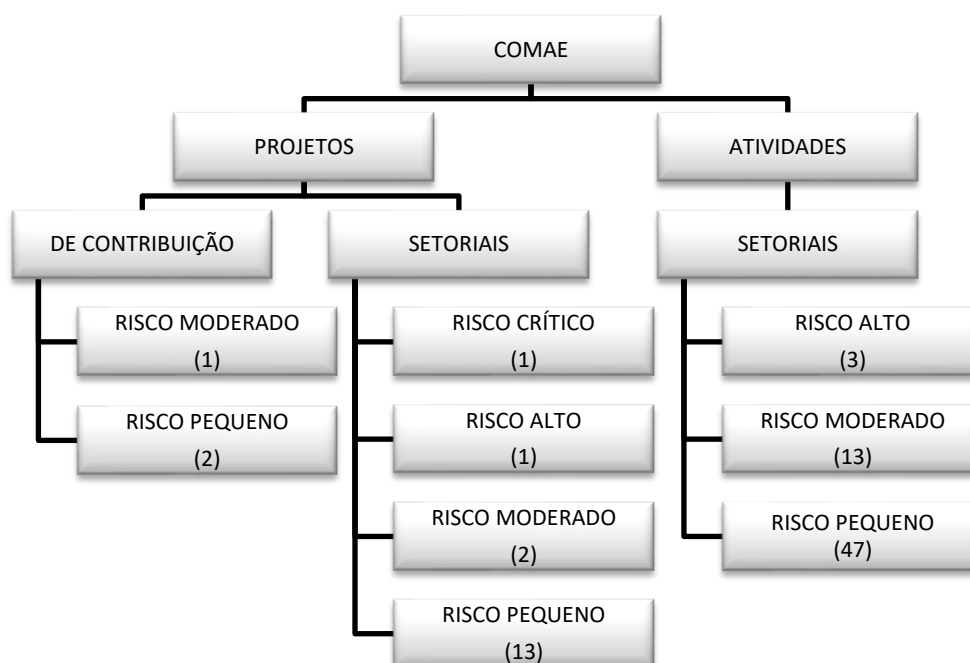 COMAE
PROJETOS
ATIVIDADES
DE CONTRIBUIÇÃO
SETORIAIS
SETORIAIS
RISCO MODERADO
(1)
RISCO PEQUENO
(2)
RISCO CRÍTICO
(1)
RISCO ALTO
(1)
RISCO MODERADO
(2)
RISCO PEQUENO
(13)
RISCO ALTO
(3)
RISCO MODERADO
(13)
RISCO PEQUENO
(47)